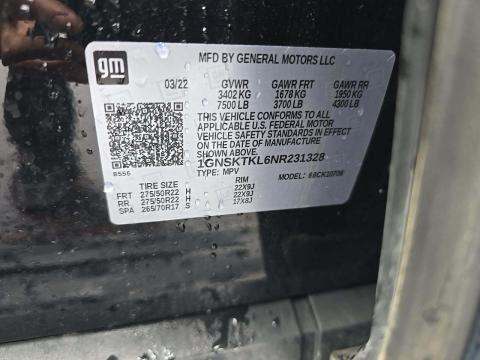 gm
MFD BY GENERAL MOTORS LLC
03/22 GVWR GAWR FRT GAWR RR
3402 KG 1678 KG 1950 KG
7500 LB 3700 LB 4300 LB
THIS VEHICLE CONFORMS TO ALL
APPLICABLE U.S. FEDERAL MOTOR
VEHICLE SAFETY STANDARDS IN EFFECT
ON THE DATE OF MANUFACTURE SHOWN ABOVE.
1GNSKTKL6NR231328
TYPE: MPV MODEL:
8555
TIRE SIZE RIM
FRT 275/50R22 H 22X9J
RR 275/50R22 H 22X9J
SPA 265/70R17 S 17X8J